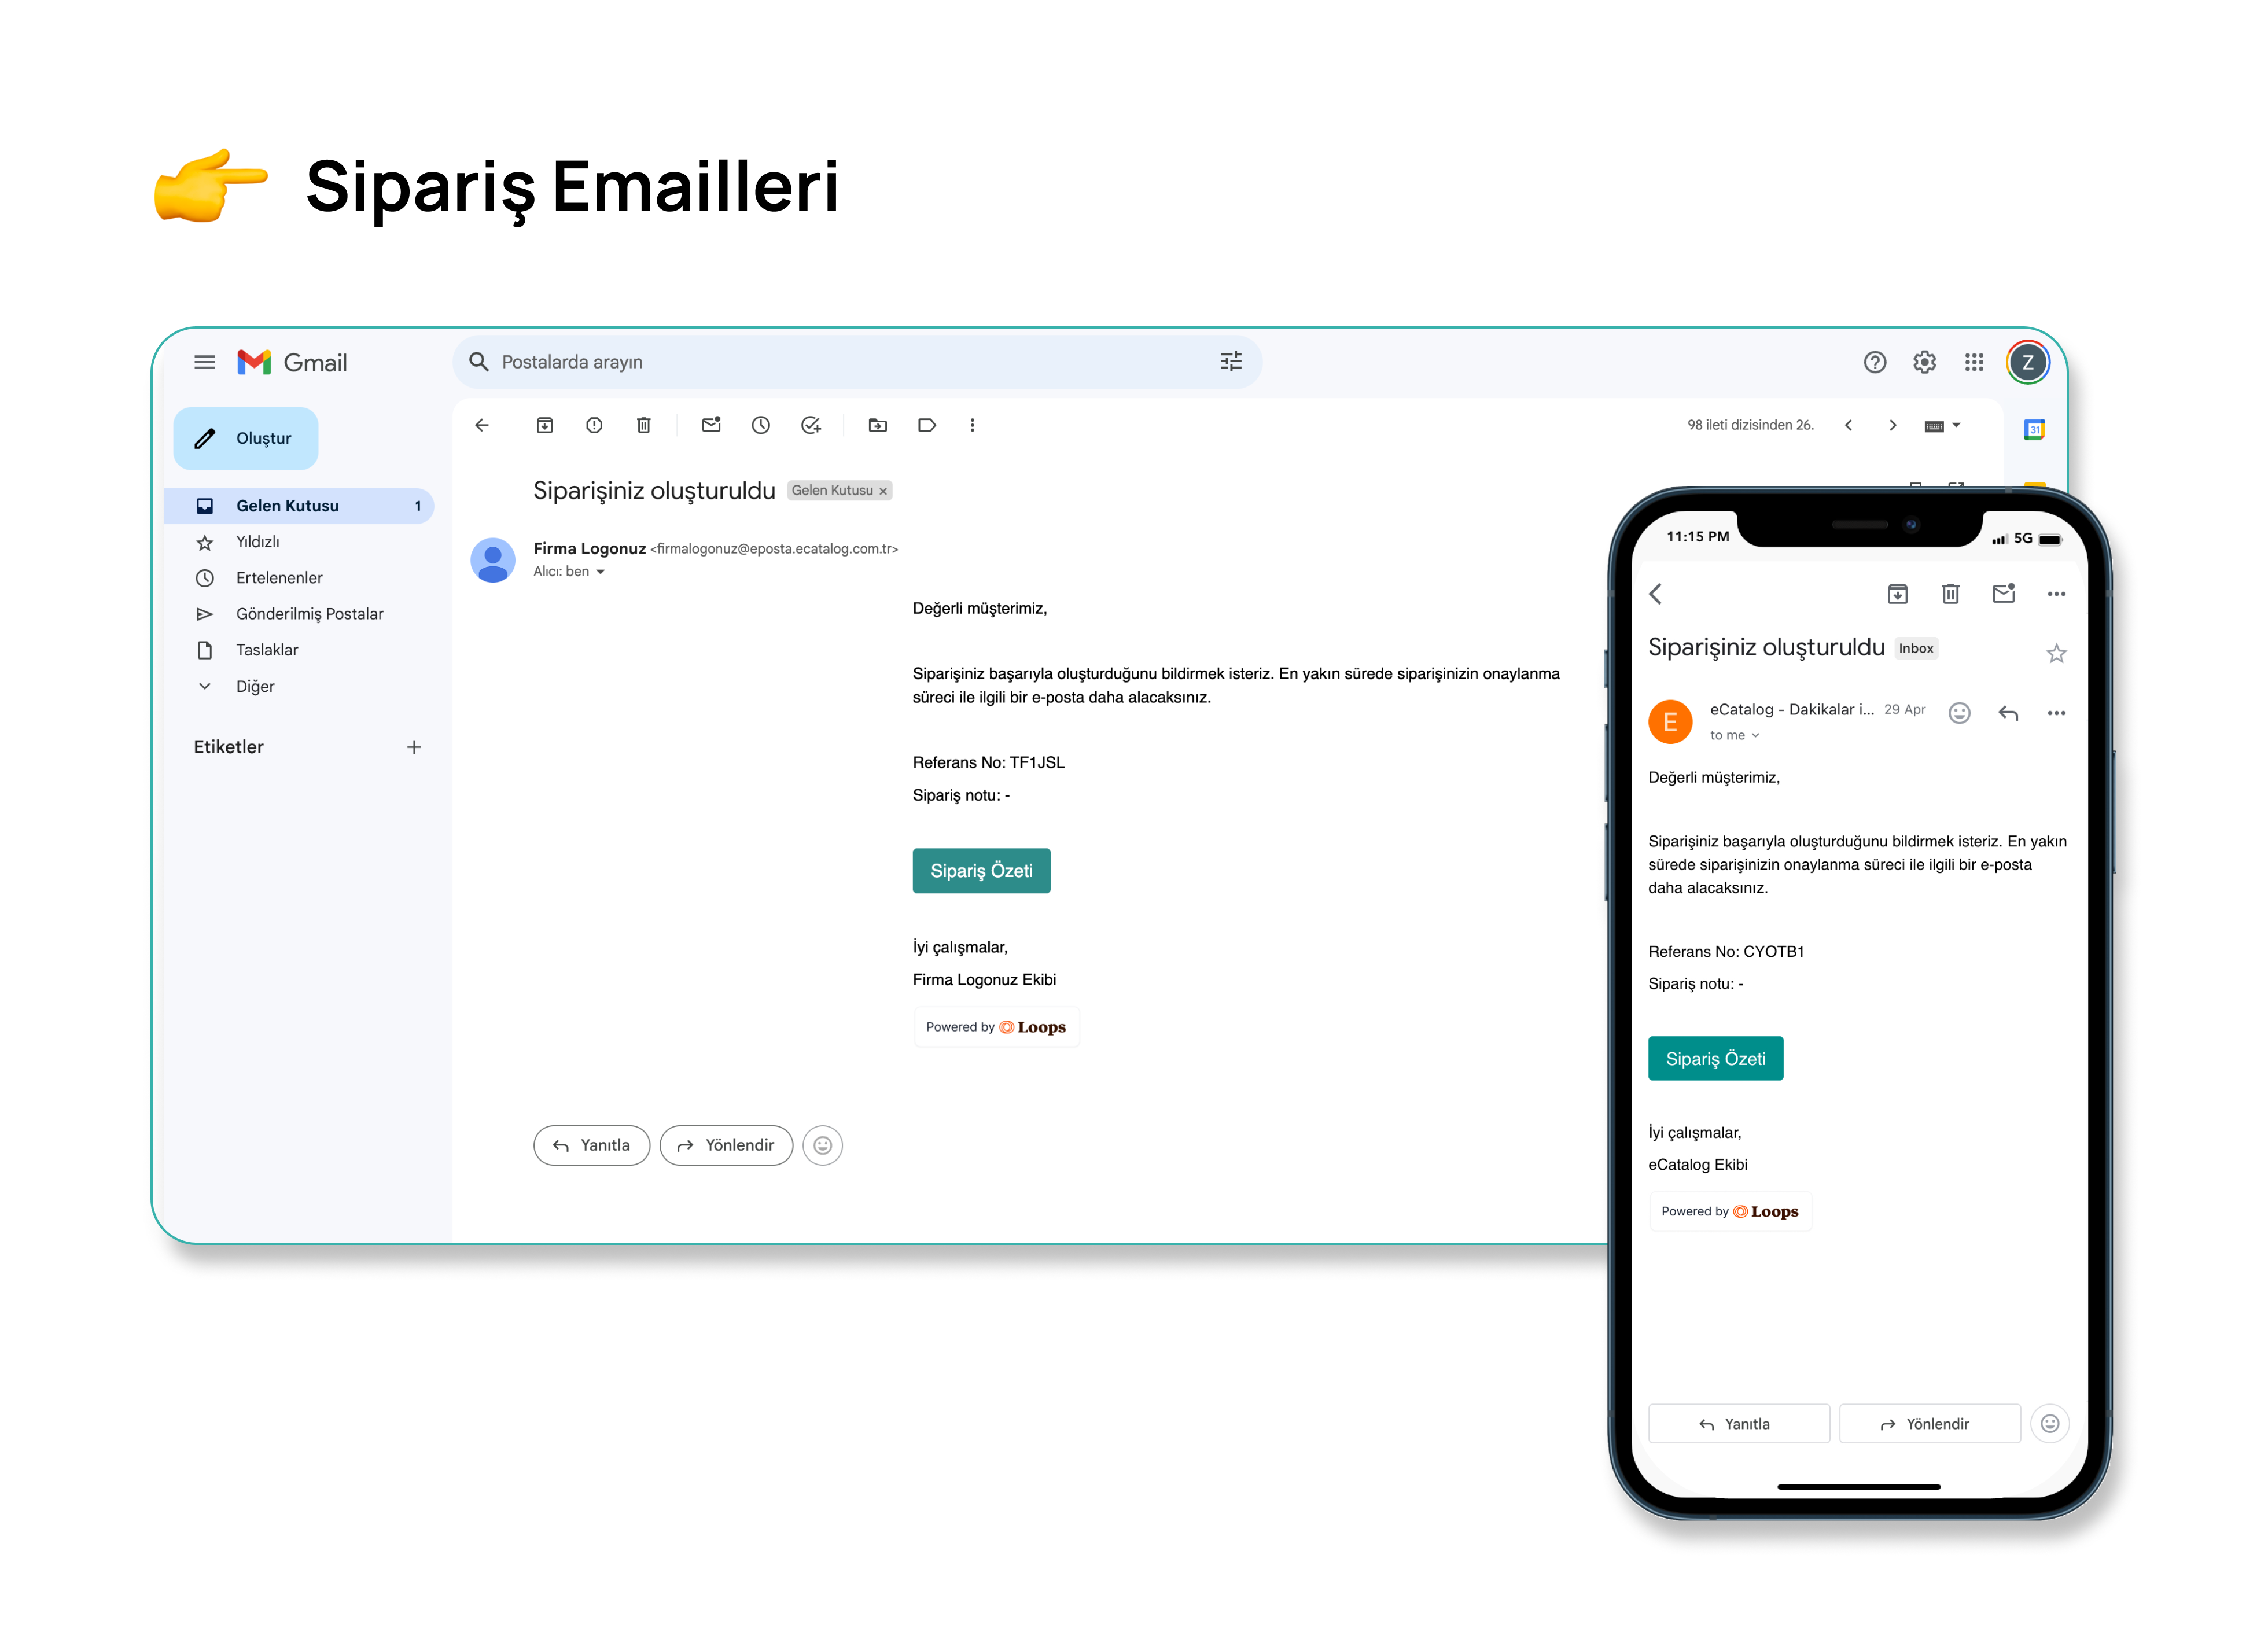 Sipariş Emailleri
Gmail
Postalarda arayın
Z
Oluştur
98 ileti dizisinden 26.
31
Gelen Kutusu 1
Yıldızlı
Ertelenenler
Gönderilmiş Postalar
Taslaklar
Diğer
Etiketler
Siparişiniz oluşturuldu Gelen Kutusu x
Firma Logonuz <firmalogonuz@eposta.ecatalog.com.tr>
Alıcı: ben
Değerli müşterimiz,
Siparişiniz başarıyla oluşturduğunu bildirmek isteriz. En yakın sürede siparişinizin onaylanma
süreci ile ilgili bir e-posta daha alacaksınız.
Referans No: TF1JSL
Sipariş notu: -
Sipariş Özeti
İyi çalışmalar,
Firma Logonuz Ekibi
Powered by Loops
Yanıtla
Yönlendir
11:15 PM 5G
Siparişiniz oluşturuldu Inbox
E
eCatalog - Dakikalar i... 29 Apr
to me
Değerli müşterimiz,
Siparişiniz başarıyla oluşturduğunu bildirmek isteriz. En yakın
sürede siparişinizin onaylanma süreci ile ilgili bir e-posta
daha alacaksınız.
Referans No: CYOTB1
Sipariş notu: -
Sipariş Özeti
İyi çalışmalar,
eCatalog Ekibi
Powered by Loops
Yanıtla
Yönlendir